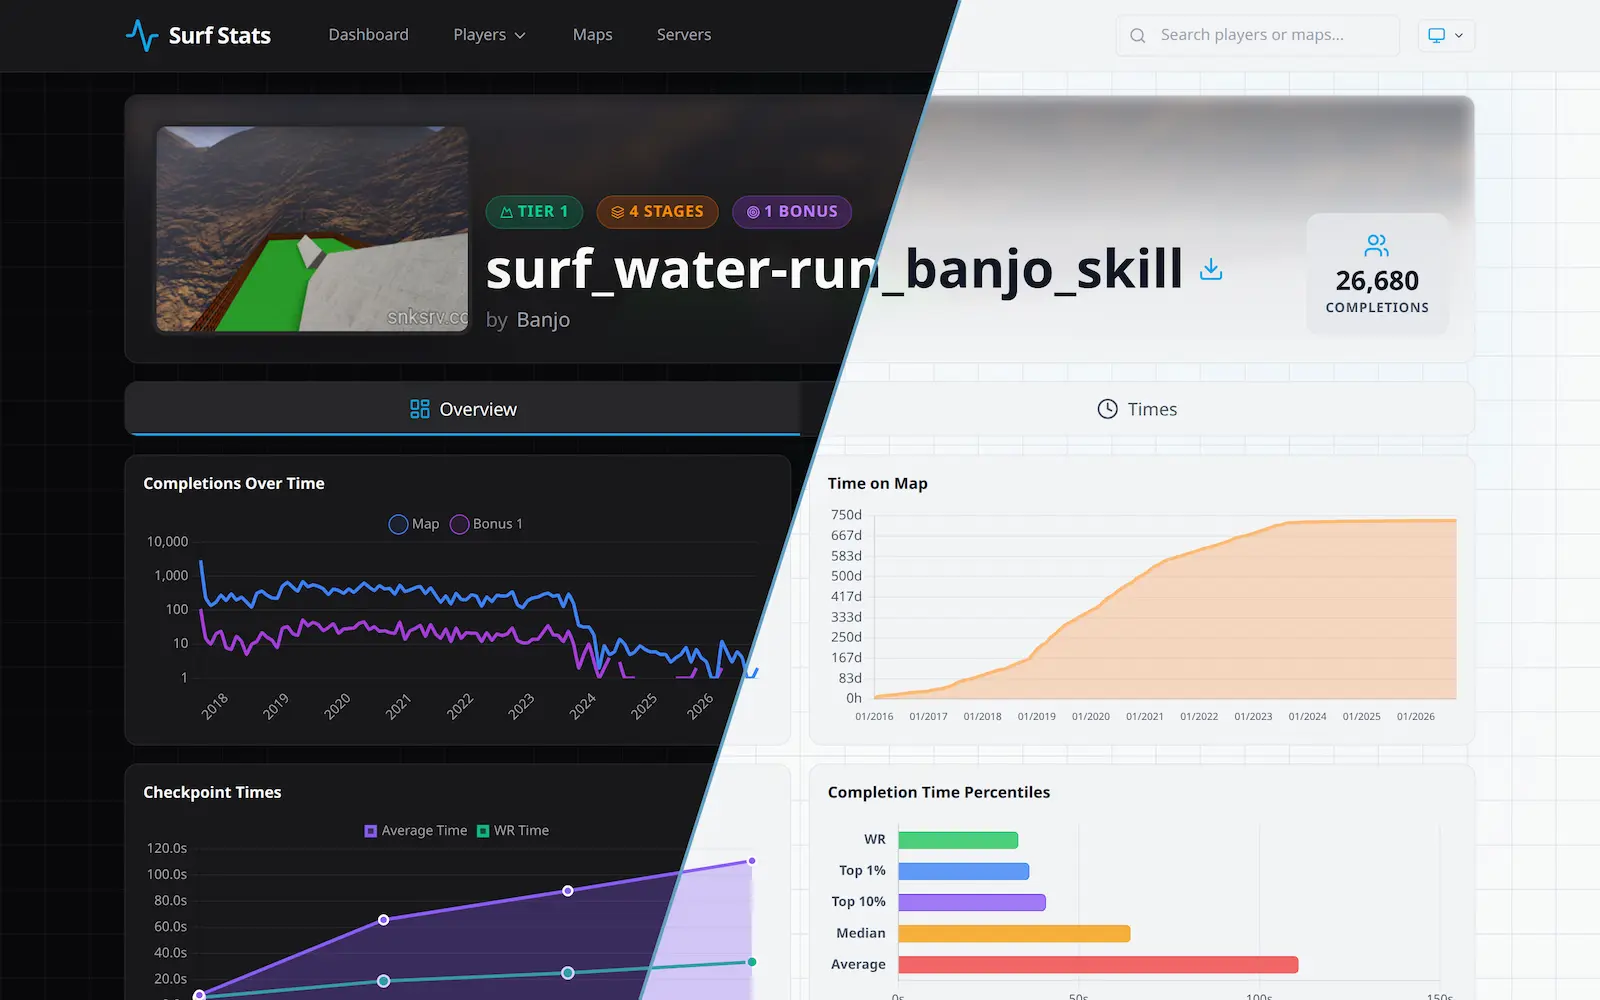 Surf Stats
Dashboard
Players
Maps
Servers
Search players or maps...
TIER 1
4 STAGES
1 BONUS
surf_water-run_banjo_skill
by Banjo
snksrv.co
26,680
COMPLETIONS
Overview
Times
Completions Over Time
Map
Bonus 1
10,000
1,000
100
10
1
2018
2019
2020
2021
2022
2023
2024
2025
2026
Time on Map
750d
667d
583d
500d
417d
333d
250d
167d
83d
0h
01/2016
01/2017
01/2018
01/2019
01/2020
01/2021
01/2022
01/2023
01/2024
01/2025
01/2026
Checkpoint Times
Average Time
WR Time
120.0s
100.0s
80.0s
60.0s
40.0s
20.0s
Completion Time Percentiles
WR
Top 1%
Top 10%
Median
Average
0s
50s
100s
150s